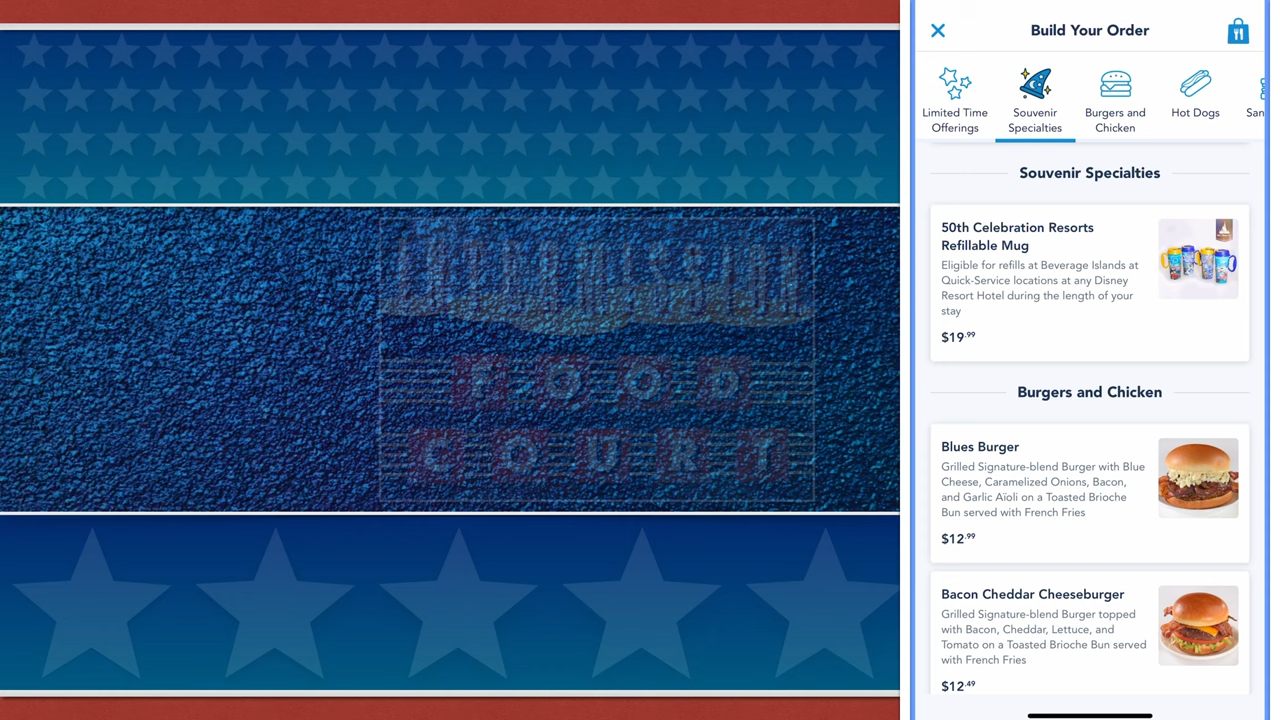 Build Your Order
Limited Time
Offerings
Souvenir
Specialties
Burgers and
Chicken
Hot Dogs
San
Souvenir Specialties
50th Celebration Resorts
Refillable Mug
Eligible for refills at Beverage Islands at
Quick-Service locations at any Disney
Resort Hotel during the length of your
stay
$19.99
Burgers and Chicken
Blues Burger
Grilled Signature-blend Burger with Blue
Cheese, Caramelized Onions, Bacon,
and Garlic Aïoli on a Toasted Brioche
Bun served with French Fries
$12.99
Bacon Cheddar Cheeseburger
Grilled Signature-blend Burger topped
with Bacon, Cheddar, Lettuce, and
Tomato on a Toasted Brioche Bun served
with French Fries
$12.49
FOOD
COURT